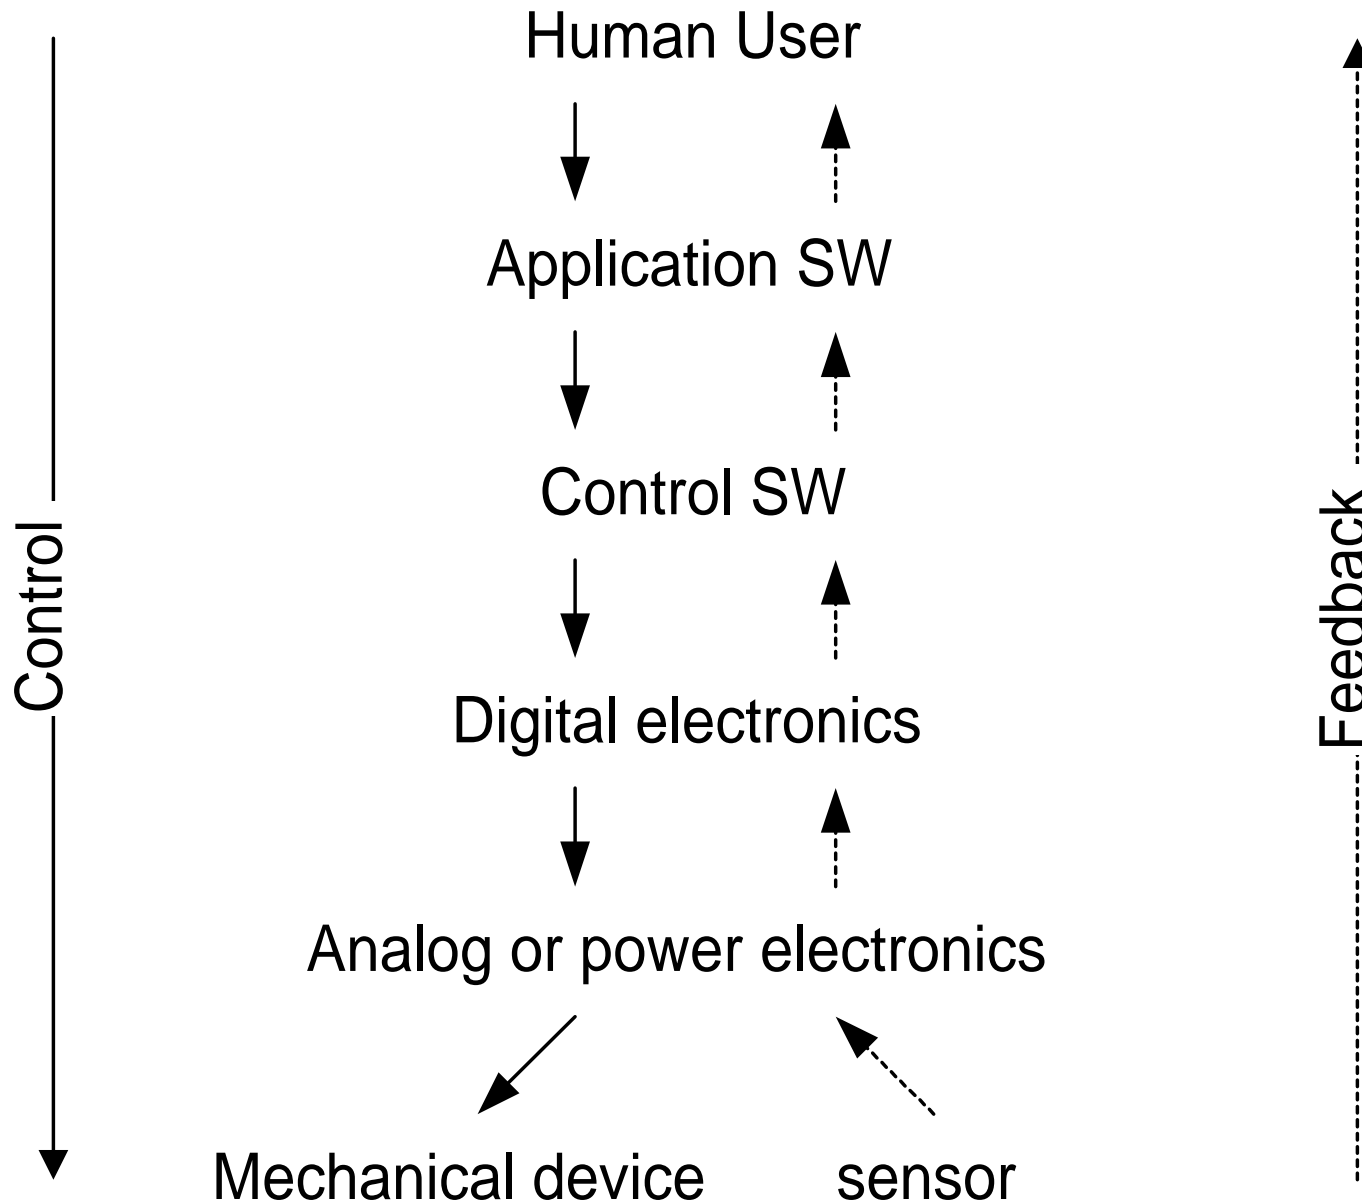 Human User
Application SW
Control SW
Control
Feedback
Digital electronics
Analog or power electronics
Mechanical device
sensor